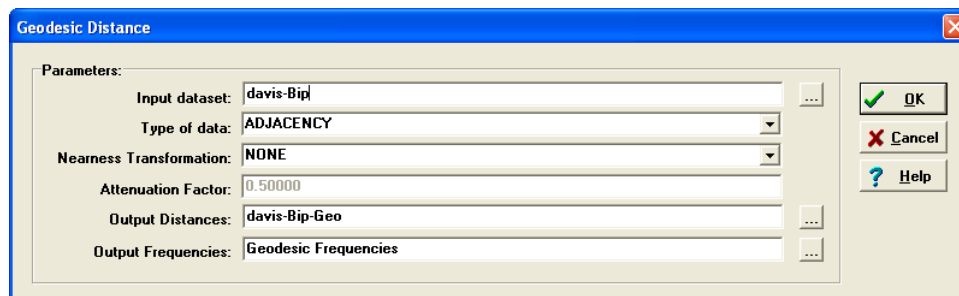 Geodesic Distance
Parameters:
Input dataset: davis-Bip ...
OK
Type of data: ADJACENCY
Cancel
Nearness Transformation: NONE
Help
Attenuation Factor: 0.50000
Output Distances: davis-Bip-Geo ...
Output Frequencies: Geodesic Frequencies ...